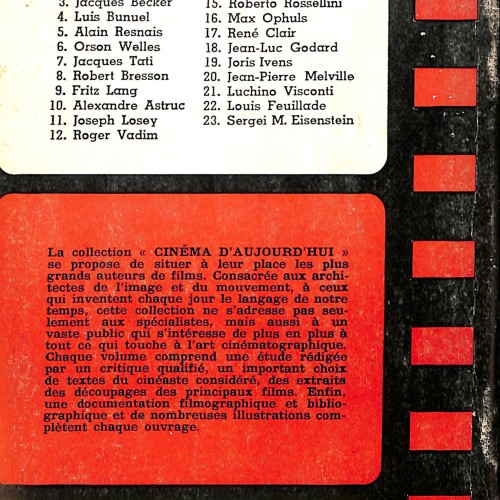 3. Jacques Becker
4. Luis Bunuel
5. Alain Resnais
6. Orson Welles
7. Jacques Tati
8. Robert Bresson
9. Fritz Lang
10. Alexandre Astruc
11. Joseph Losey
12. Roger Vadim
15. Roberto Rossellini
16. Max Ophuls
17. René Clair
18. Jean-Luc Godard
19. Joris Ivens
20. Jean-Pierre Melville
21. Luchino Visconti
22. Louis Feuillade
23. Sergei M. Eisenstein
La collection « CINÉMA D'AUJOURD'HUI »
se propose de situer à leur place les plus
grands auteurs de films. Consacrée aux archi-
tectes de l'image et du mouvement, à ceux
qui inventent chaque jour le langage de notre
temps, cette collection ne s'adresse pas seu-
lement aux spécialistes, mais aussi à un
vaste public qui s'intéresse de plus en plus à
tout ce qui touche à l'art cinématographique.
Chaque volume comprend une étude rédigée
par un critique qualifié, un important choix
de textes du cinéaste considéré, des extraits
des découpages des principaux films. Enfin,
une documentation filmographique et biblio-
graphique et de nombreuses illustrations com-
plètent chaque ouvrage.